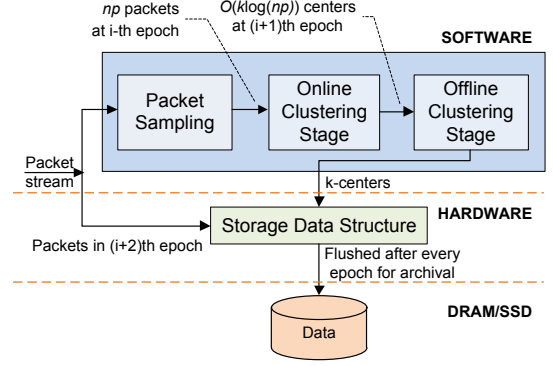 np packets
at i-th epoch
O(klog(np)) centers
at (i+1)th epoch
SOFTWARE
Packet
Sampling
Online
Clustering
Stage
Offline
Clustering
Stage
Packet
stream
k-centers
HARDWARE
Storage Data Structure
Packets in (i+2)th epoch
Flushed after every
epoch for archival
DRAM/SSD
Data